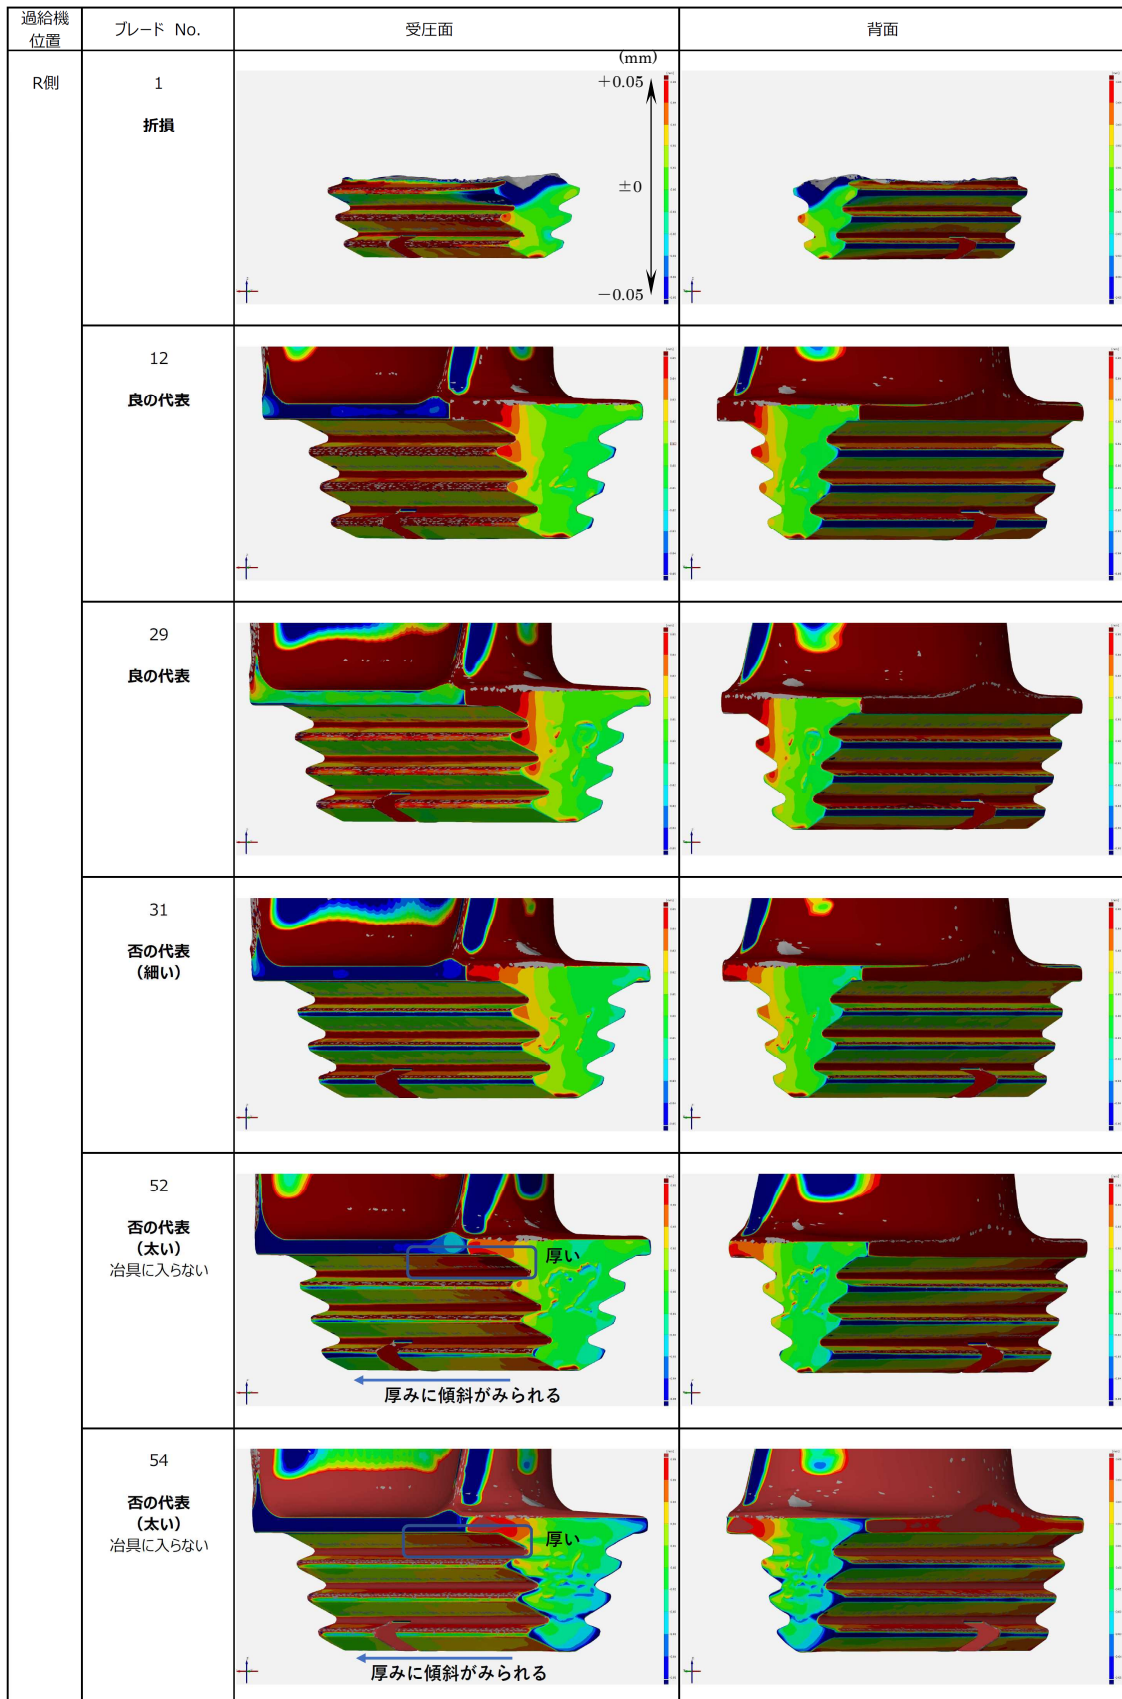 過給機
位置
ブレード No.
受圧面
背面
R側
1
折損
(mm)
+0.05
±0
−0.05
12
良の代表
29
良の代表
31
否の代表
（細い）
52
否の代表
（太い）
冶具に入らない
厚い
厚みに傾斜がみられる
54
否の代表
（太い）
冶具に入らない
厚い
厚みに傾斜がみられる